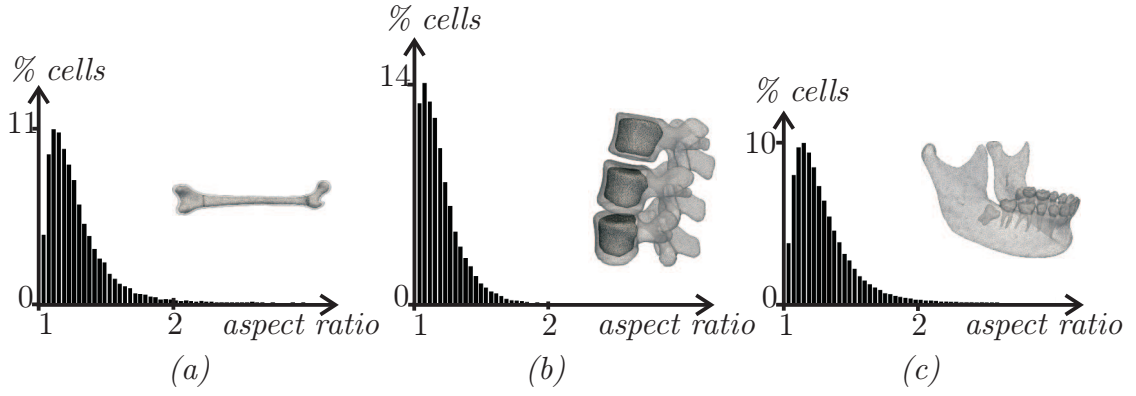 % cells
11
0
1
2
aspect ratio
(a)
% cells
14
0
1
2
aspect ratio
(b)
% cells
10
0
1
2
aspect ratio
(c)